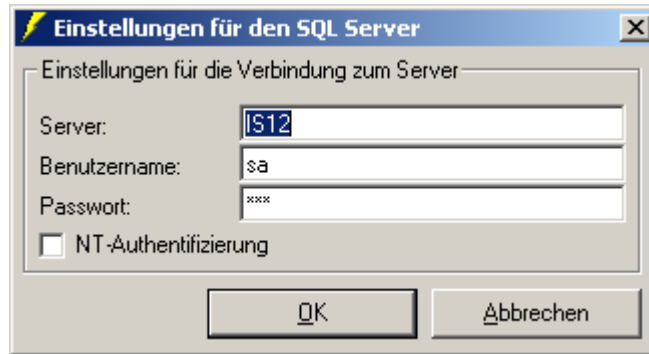 Einstellungen für den SQL Server
Einstellungen für die Verbindung zum Server
Server: IS12
Benutzername: sa
Passwort: ***
NT-Authentifizierung
OK Abbrechen